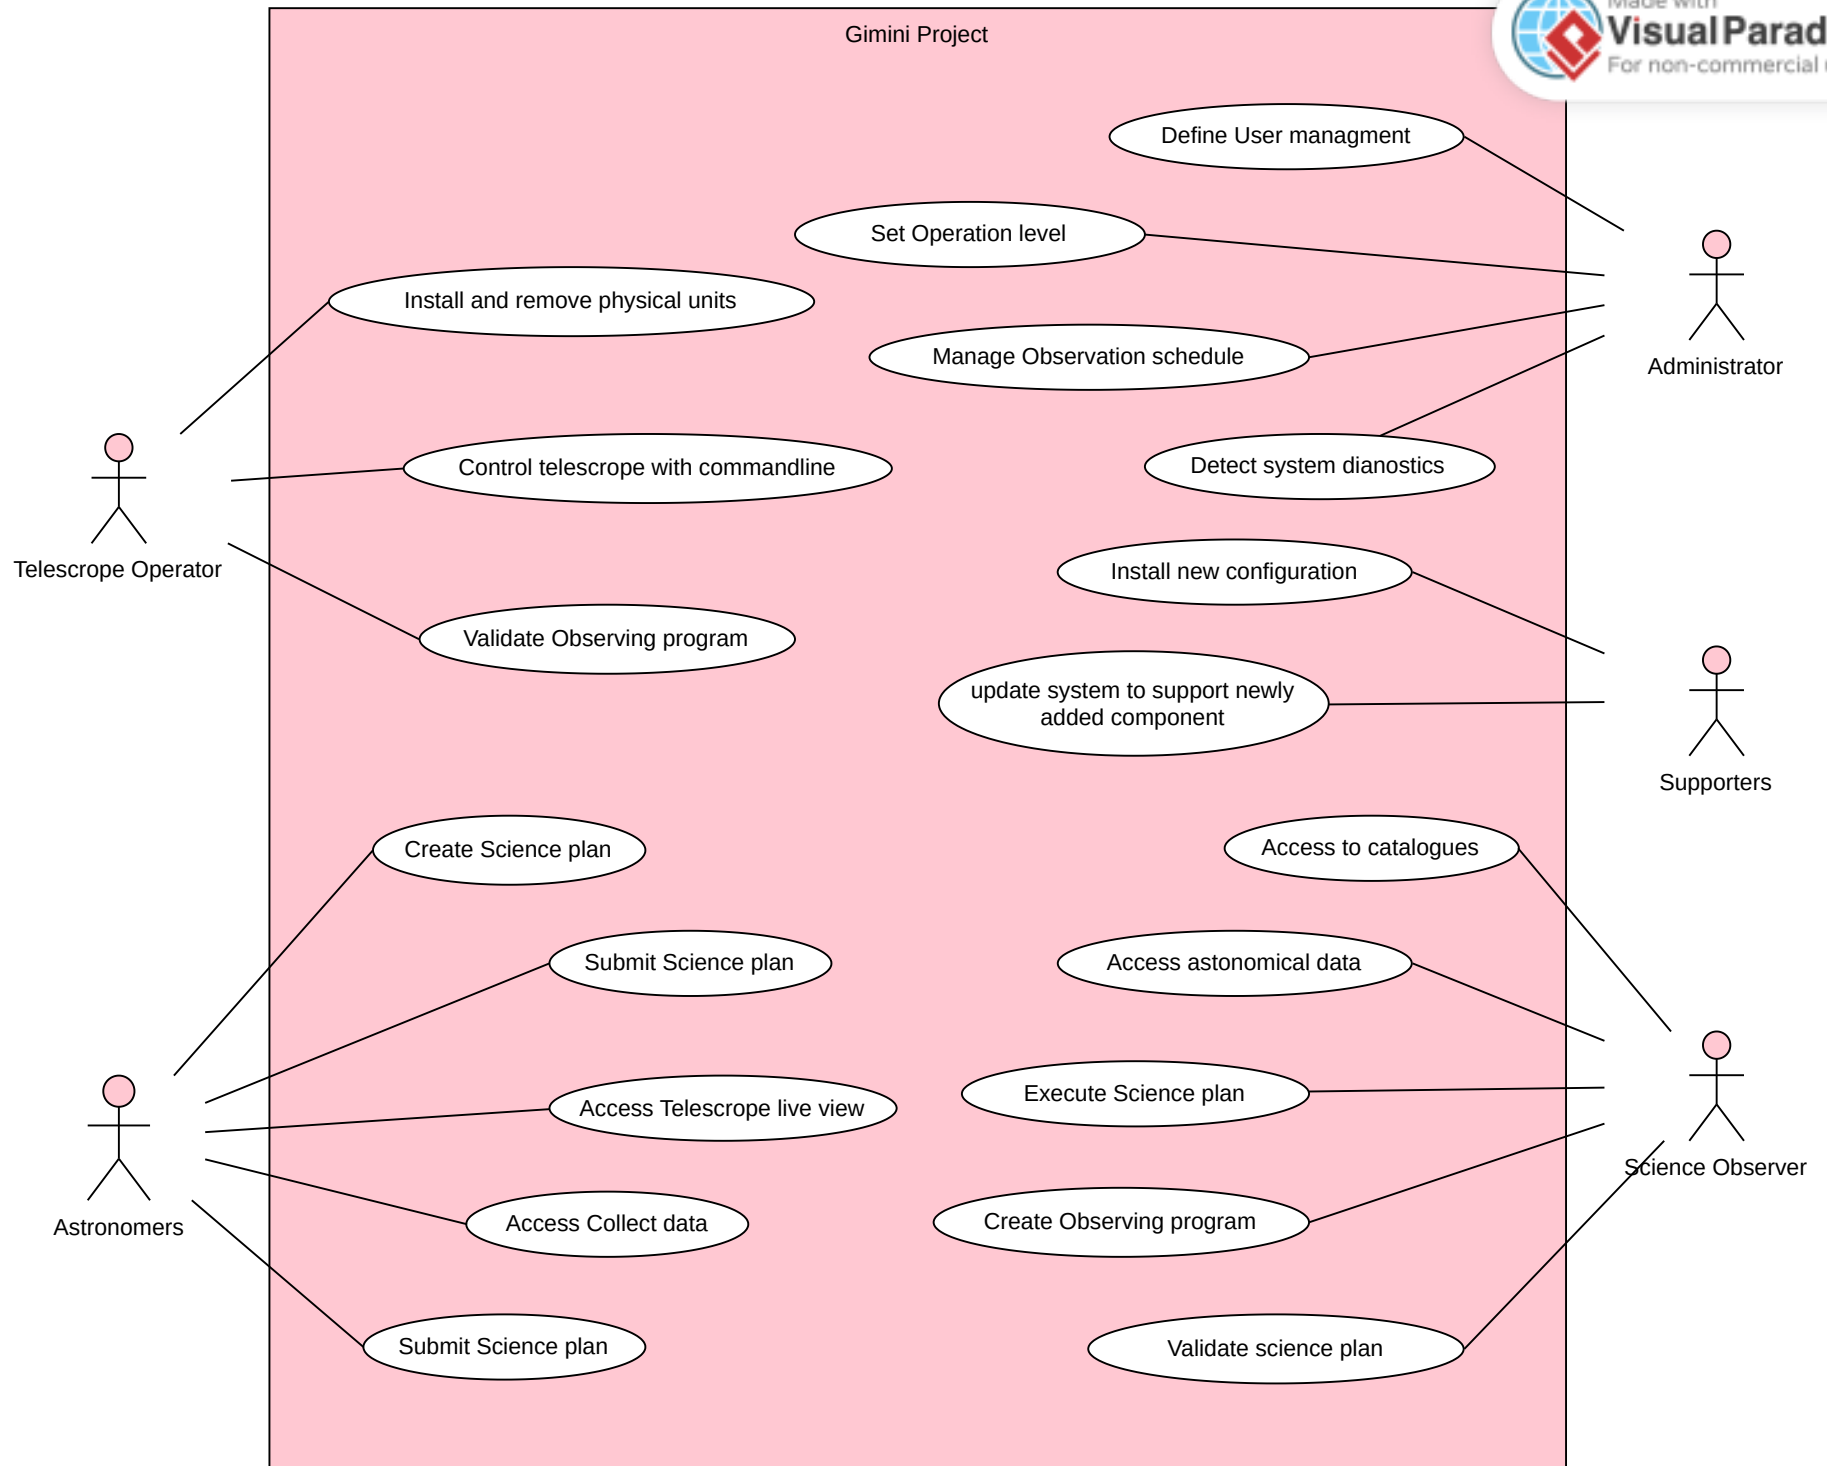 Gimini Project
Made with
Visual Parad
For non-commercial
Define User managment
Set Operation level
Install and remove physical units
Manage Observation schedule
Administrator
Control telescrope with commandline
Detect system dianostics
Telescrope Operator
Install new configuration
Validate Observing program
update system to support newly
added component
Supporters
Create Science plan
Access to catalogues
Submit Science plan
Access astonomical data
Access Telescrope live view
Execute Science plan
Science Observer
Astronomers
Access Collect data
Create Observing program
Submit Science plan
Validate science plan